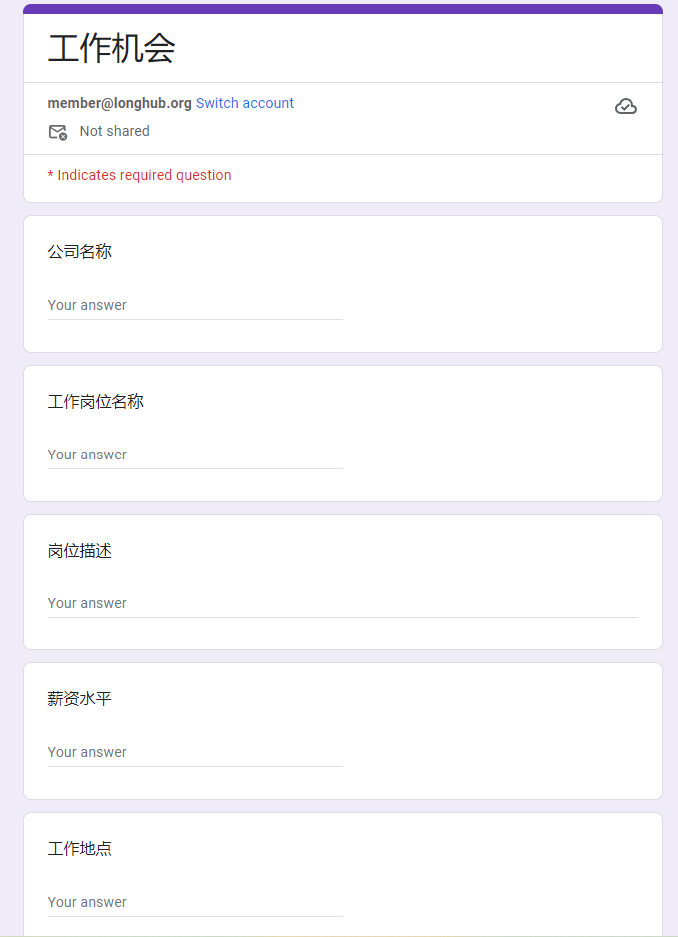 工作机会
member@longhub.org Switch account
Not shared
* Indicates required question
公司名称
Your answer
工作岗位名称
Your answer
岗位描述
Your answer
薪资水平
Your answer
工作地点
Your answer